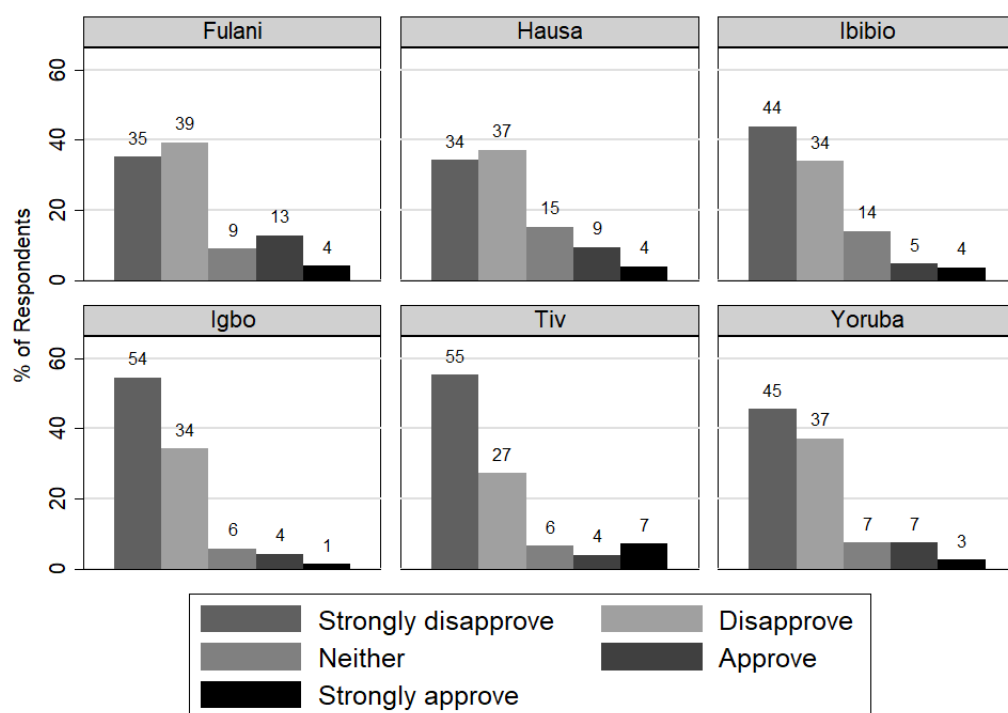 Fulani Hausa Ibibio
60
40
20
0
35 39 9 13 4
34 37 15 9 4
44 34 14 5 4
% of Respondents
Igbo Tiv Yoruba
60
40
20
0
54 34 6 4 1
55 27 6 4 7
45 37 7 7 3
Strongly disapprove Disapprove
Neither Approve
Strongly approve